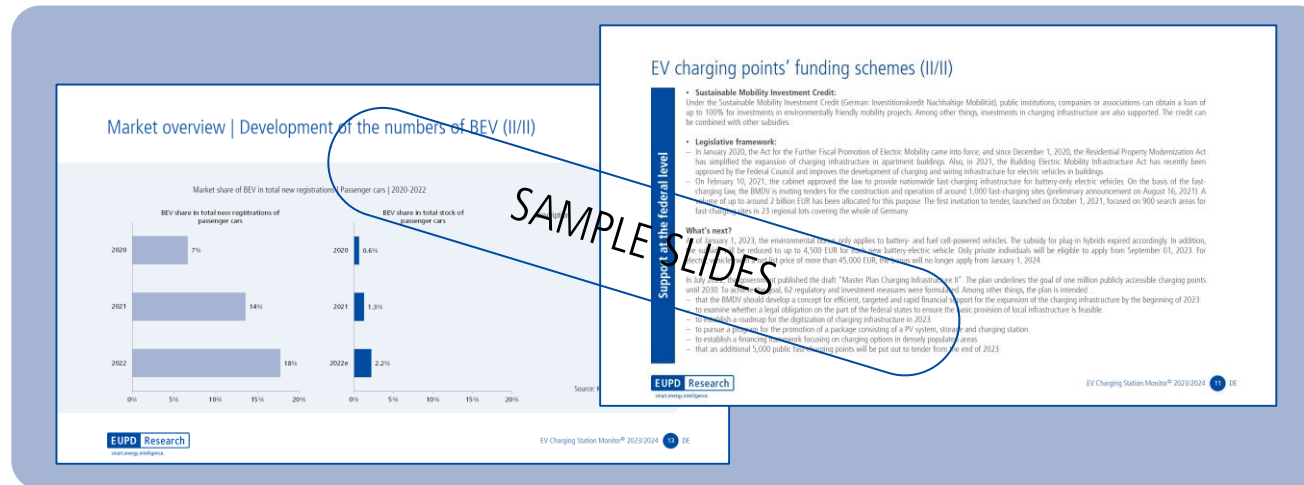 Market overview | Development of the numbers of BEV (II/II)
Market share of BEV in total new registrations | Passenger cars | 2020-2022
BEV share in total new registrations of
passenger cars
2020
7%
2021
14%
2022
18%
0%
5%
10%
15%
20%
BEV share in total stock of
passenger cars
2020
0.6%
2021
1.3%
2022e
2.2%
0%
5%
10%
15%
20%
Source:
EUPD Research
smart.energy.intelligence.
EV Charging Station Monitor® 2023/2024 13 DE
SAMPLE SLIDES
EV charging points' funding schemes (II/II)
Support at the federal level
• Sustainable Mobility Investment Credit:
Under the Sustainable Mobility Investment Credit (German: Investitionskredit Nachhaltige Mobilität), public institutions, companies or associations can obtain a loan of
up to 100% for investments in environmentally friendly mobility projects. Among other things, investments in charging infrastructure are also supported. The credit can
be combined with other subsidies.
• Legislative framework:
– In January 2020, the Act for the Further Fiscal Promotion of Electric Mobility came into force, and since December 1, 2020, the Residential Property Modernization Act
has simplified the expansion of charging infrastructure in apartment buildings. Also, in 2021, the Building Electric Mobility Infrastructure Act has recently been
approved by the Federal Council and improves the development of charging and wiring infrastructure for electric vehicles in buildings.
– On February 10, 2021, the cabinet approved the law to provide nationwide fast-charging infrastructure for battery-only electric vehicles. On the basis of the fast-
charging law, the BMDV is inviting tenders for the construction and operation of around 1,000 fast-charging sites (preliminary announcement on August 16, 2021). A
volume of up to around 2 billion EUR has been allocated for this purpose. The first invitation to tender, launched on October 1, 2021, focused on 900 search areas for
fast-charging sites in 23 regional lots covering the whole of Germany.
What's next?
As of January 1, 2023, the environmental bonus only applies to battery- and fuel cell-powered vehicles. The subsidy for plug-in hybrids expired accordingly. In addition,
the subsidy will be reduced to up to 4,500 EUR for each new battery-electric vehicle. Only private individuals will be eligible to apply from September 01, 2023. For
electric vehicles with a net list price of more than 45,000 EUR, the bonus will no longer apply from January 1, 2024.
In July 2022, the government published the draft "Master Plan Charging Infrastructure II". The plan underlines the goal of one million publicly accessible charging points
until 2030. To achieve this goal, 62 regulatory and investment measures were formulated. Among other things, the plan is intended ...
– that the BMDV should develop a concept for efficient, targeted and rapid financial support for the expansion of the charging infrastructure by the beginning of 2023.
– to examine whether a legal obligation on the part of the federal states to ensure the basic provision of local infrastructure is feasible.
– to establish a roadmap for the digitization of charging infrastructure in 2023.
– to pursue a program for the promotion of a package consisting of a PV system, storage and charging station.
– to establish a financing framework focusing on charging options in densely populated areas.
– that an additional 5,000 public fast-charging points will be put out to tender from the end of 2023.
EUPD Research
smart.energy.intelligence.
EV Charging Station Monitor® 2023/2024 11 DE